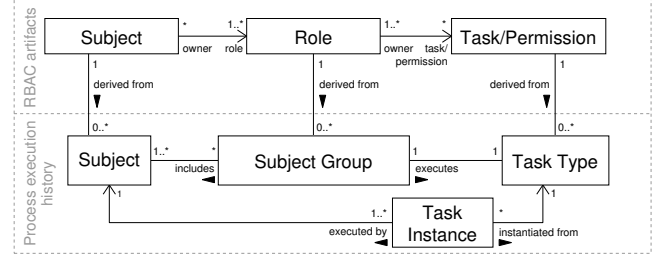 RBAC artifacts
Subject
*
1..*
owner
role
Role
*
1..*
owner
task/
permission
Task/Permission
1
derived from
0..*
1
derived from
0..*
1
derived from
0..*
Process execution
history
Subject
1..*
*
includes
Subject Group
1
1
executes
Task Type
1
1..*
executed by
Task
Instance
*
instantiated from
1